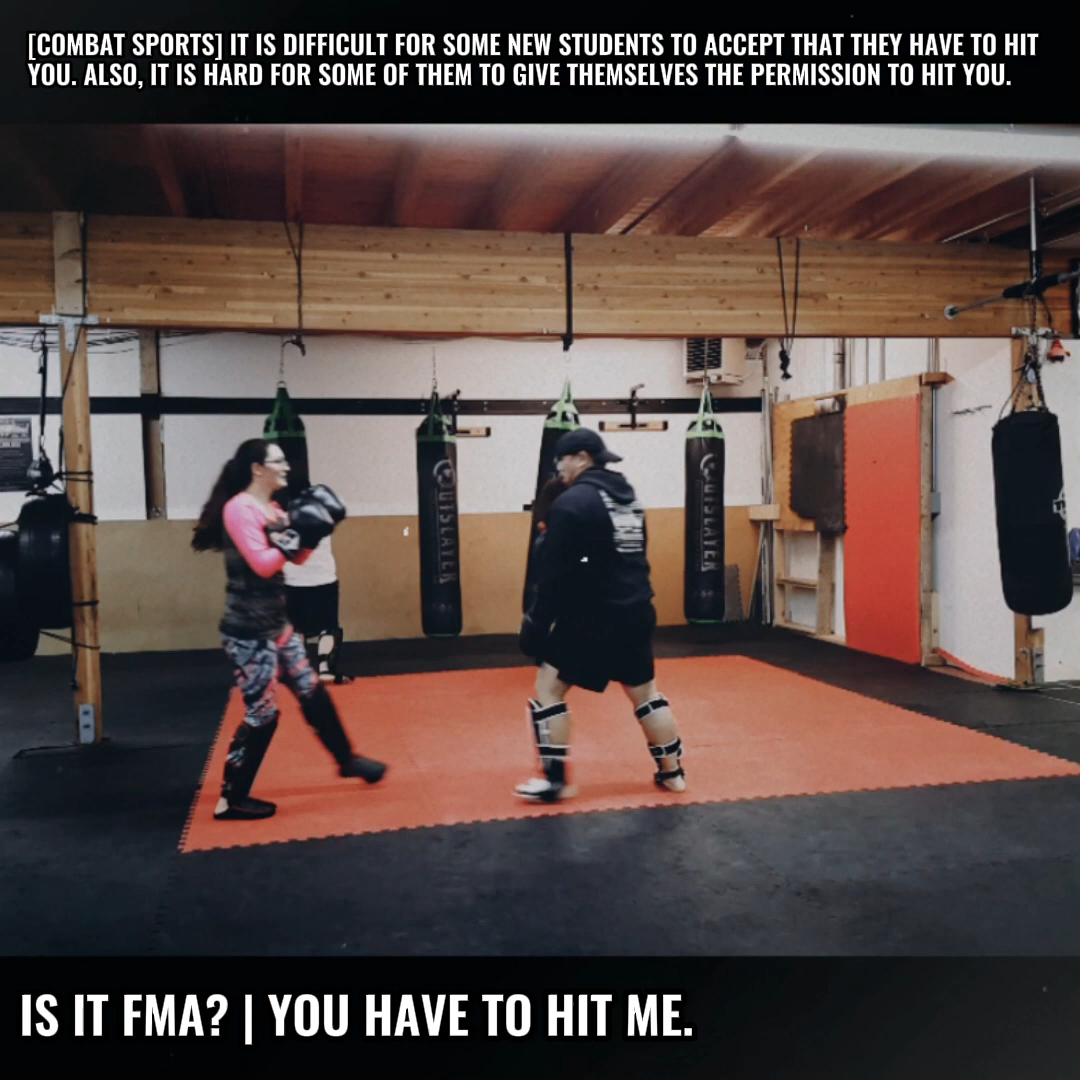 [COMBAT SPORTS] IT IS DIFFICULT FOR SOME NEW STUDENTS TO ACCEPT THAT THEY HAVE TO HIT
YOU. ALSO, IT IS HARD FOR SOME OF THEM TO GIVE THEMSELVES THE PERMISSION TO HIT YOU.
OUTSLAYER
OUTSLAYER
IS IT FMA? | YOU HAVE TO HIT ME.